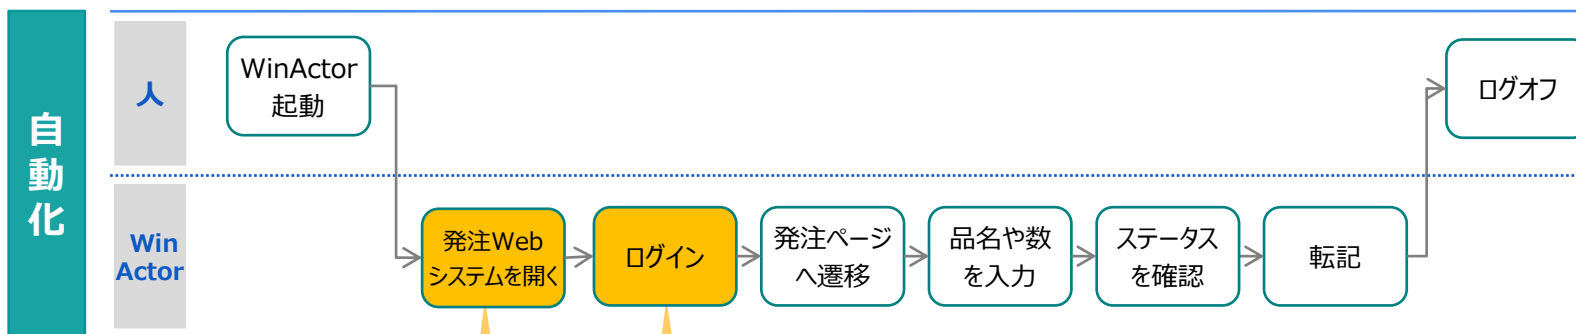 自
動
化
人
WinActor
起動
ログオフ
Win
Actor
発注Web
システムを開く
ログイン
発注ページ
へ遷移
品名や数
を入力
ステータス
を確認
転記